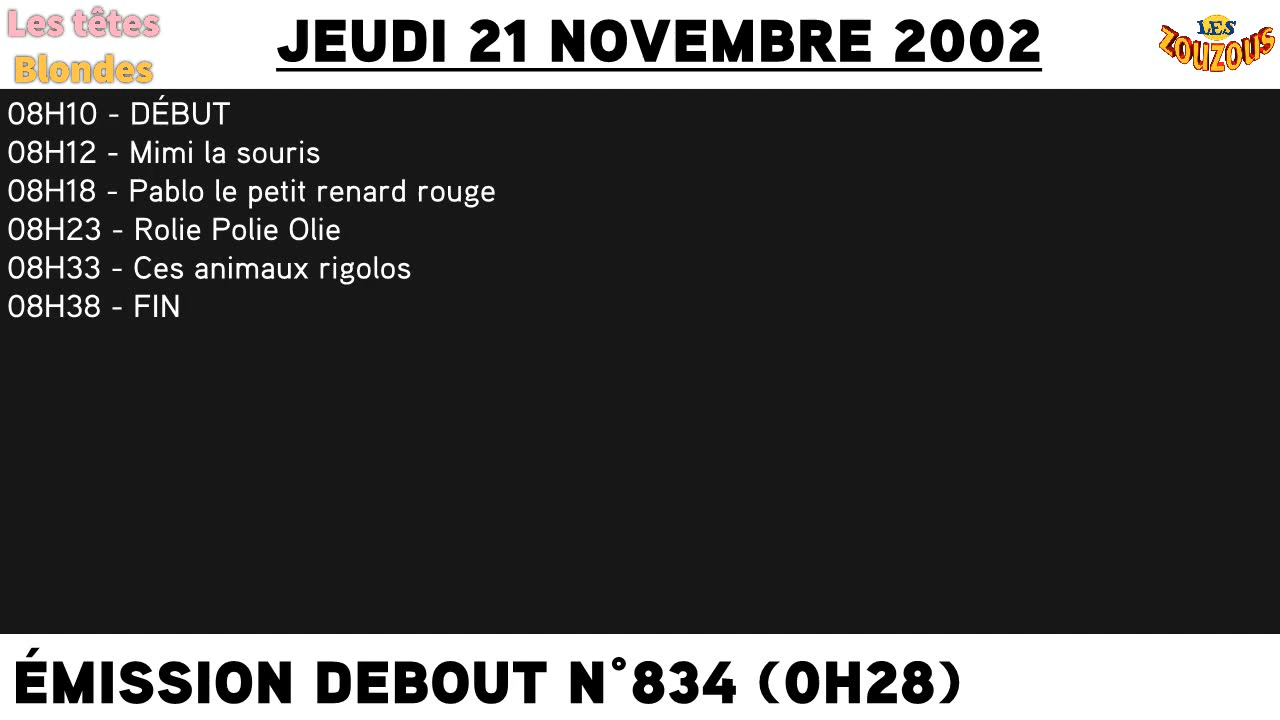 Les têtes
Blondes
JEUDI 21 NOVEMBRE 2002
LES
ZOUZOUS
08H10 - DÉBUT
08H12 - Mimi la souris
08H18 - Pablo le petit renard rouge
08H23 - Rolie Polie Olie
08H33 - Ces animaux rigolos
08H38 - FIN
ÉMISSION DEBOUT N°834 (0H28)